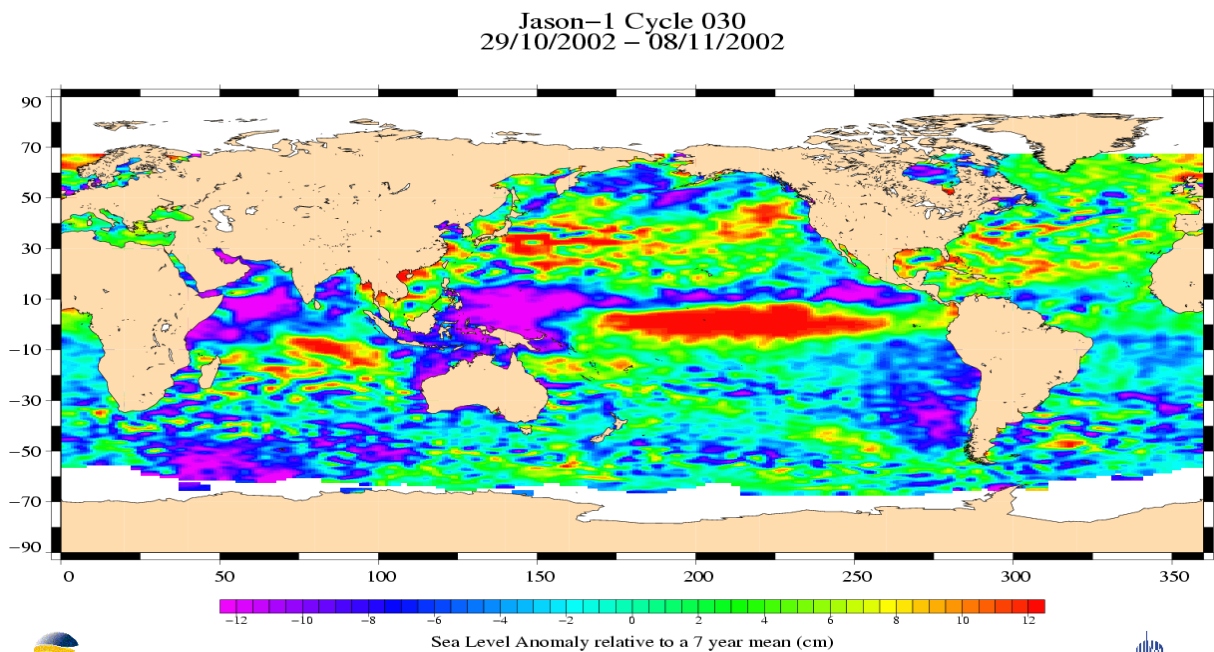 Jason-1 Cycle 030
29/10/2002 - 08/11/2002
90
70
50
30
10
-10
-30
-50
-70
-90
0 50 100 150 200 250 300 350
-12 -10 -8 -6 -4 -2 0 2 4 6 8 10 12
Sea Level Anomaly relative to a 7 year mean (cm)